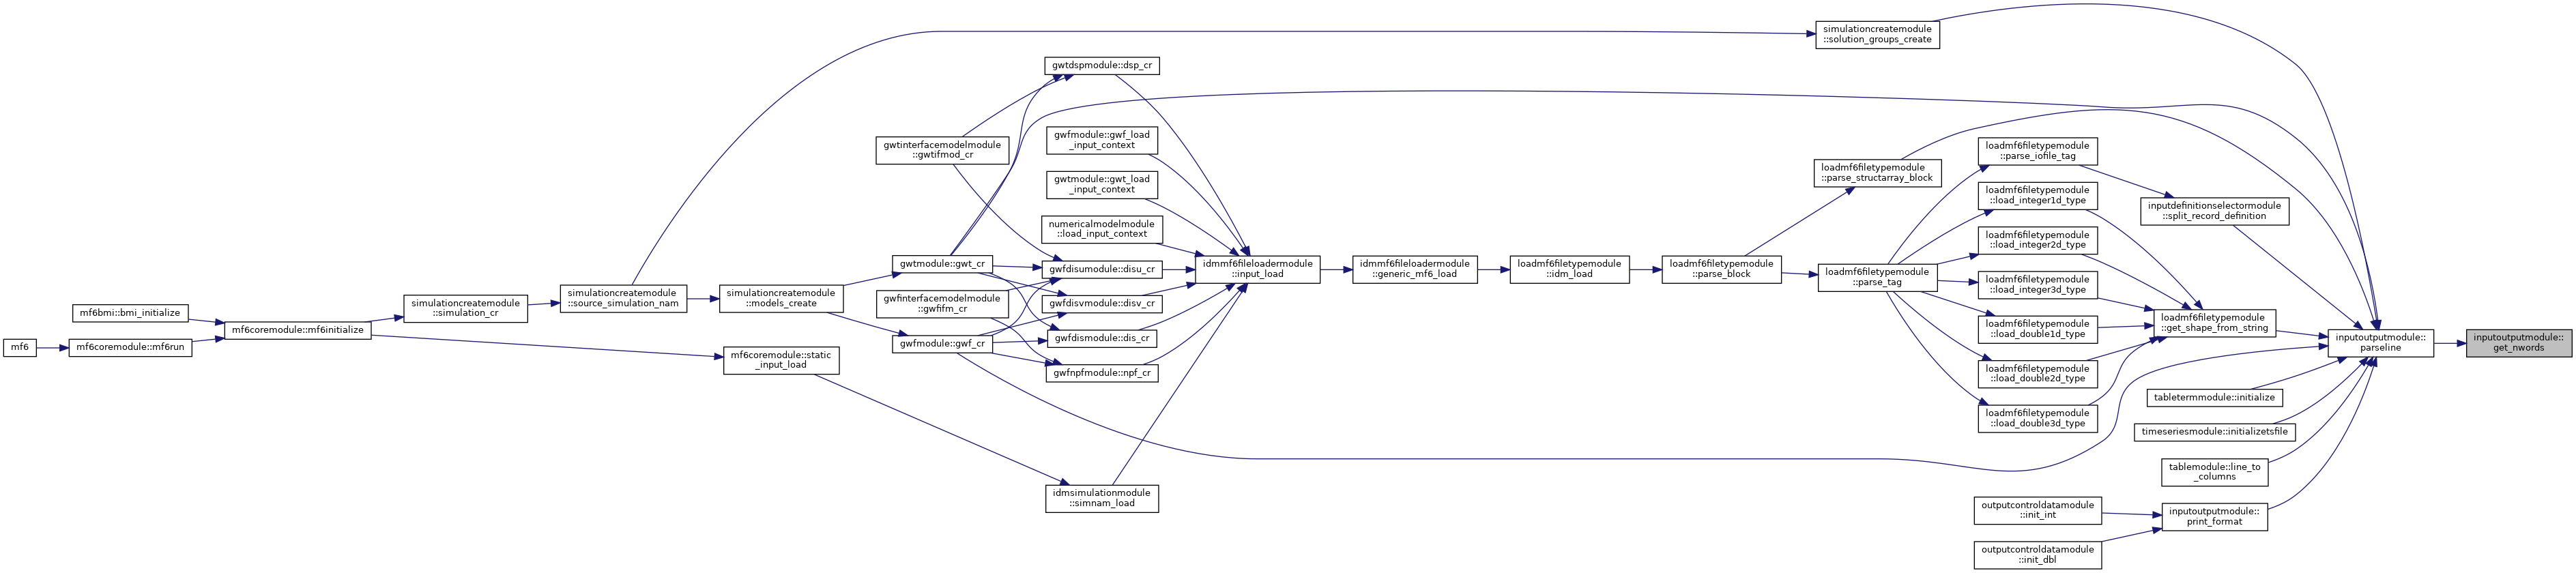 mf6
mf6bmi::bmi_initialize
mf6coremodule::mf6run
mf6coremodule::mf6initialize
simulationcreatemodule
::simulation_cr
simulationcreatemodule
::source_simulation_nam
simulationcreatemodule
::models_create
mf6coremodule::static
_input_load
gwtinterfacemodelmodule
::gwtifmod_cr
gwtmodule::gwt_cr
gwfinterfacemodelmodule
::gwfifm_cr
gwfmodule::gwf_cr
gwtdspmodule::dsp_cr
gwfmodule::gwf_load
_input_context
gwtmodule::gwt_load
_input_context
numericalmodelmodule
::load_input_context
gwfdisumodule::disu_cr
gwfdisvmodule::disv_cr
gwfdismodule::dis_cr
gwfnpfmodule::npf_cr
idmsimulationmodule
::simnam_load
idmmf6fileloadermodule
::input_load
idmmf6fileloadermodule
::generic_mf6_load
loadmf6filetypemodule
::idm_load
loadmf6filetypemodule
::parse_block
simulationcreatemodule
::solution_groups_create
loadmf6filetypemodule
::parse_structarray_block
loadmf6filetypemodule
::parse_tag
loadmf6filetypemodule
::parse_iofile_tag
loadmf6filetypemodule
::load_integer1d_type
loadmf6filetypemodule
::load_integer2d_type
loadmf6filetypemodule
::load_integer3d_type
loadmf6filetypemodule
::load_double1d_type
loadmf6filetypemodule
::load_double2d_type
loadmf6filetypemodule
::load_double3d_type
outputcontroldatamodule
::init_int
outputcontroldatamodule
::init_dbl
inputdefinitionselectormodule
::split_record_definition
loadmf6filetypemodule
::get_shape_from_string
tabletermmodule::initialize
timeseriesmodule::initializetsfile
tablemodule::line_to
_columns
inputoutputmodule::
print_format
inputoutputmodule::
parseline
inputoutputmodule::
get_nwords